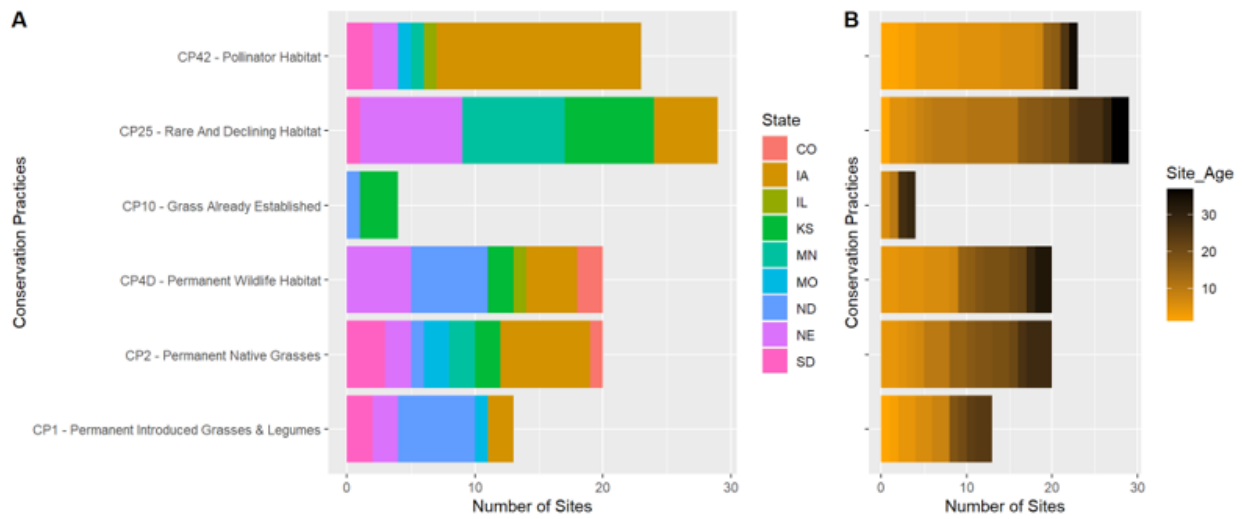 A
B
CP42 - Pollinator Habitat
CP25 - Rare And Declining Habitat
CP10 - Grass Already Established
CP4D - Permanent Wildlife Habitat
CP2 - Permanent Native Grasses
CP1 - Permanent Introduced Grasses & Legumes
Conservation Practices
0
10
20
30
Number of Sites
State
CO
IA
IL
KS
MN
MO
ND
NE
SD
Conservation Practices
0
10
20
30
Number of Sites
Site_Age
30
20
10